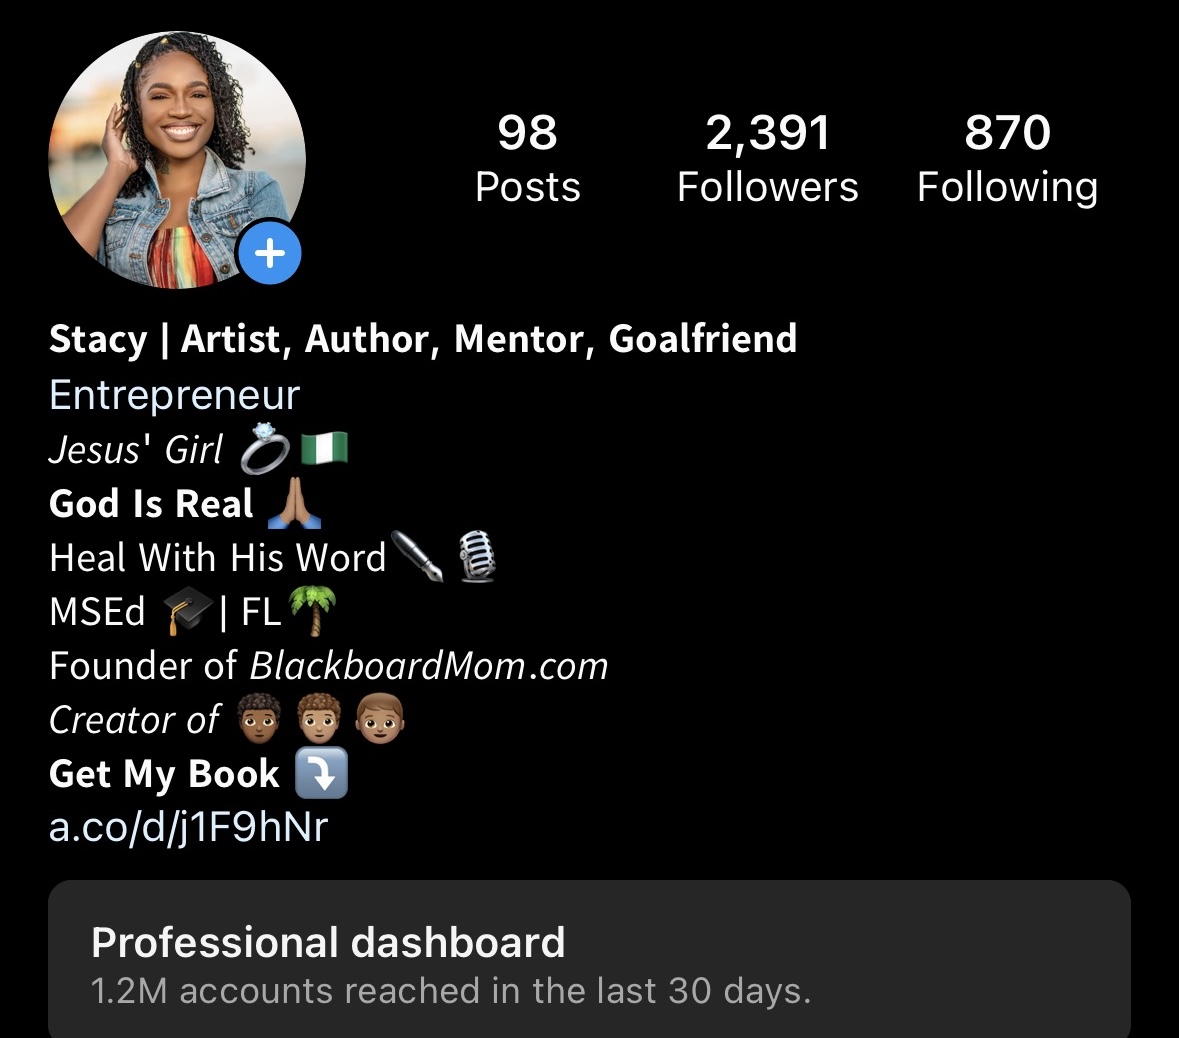 98 2,391 870
Posts Followers Following
Stacy | Artist, Author, Mentor, Goalfriend
Entrepreneur
Jesus' Girl 💍🇳🇬
God Is Real 🙏🏽
Heal With His Word✒️🎙️
MSEd 🎓| FL🌴
Founder of BlackboardMom.com
Creator of 👨🏾‍🦱👨🏽‍🦱👦🏽
Get My Book ⤵️
a.co/d/j1F9hNr
Professional dashboard
1.2M accounts reached in the last 30 days.